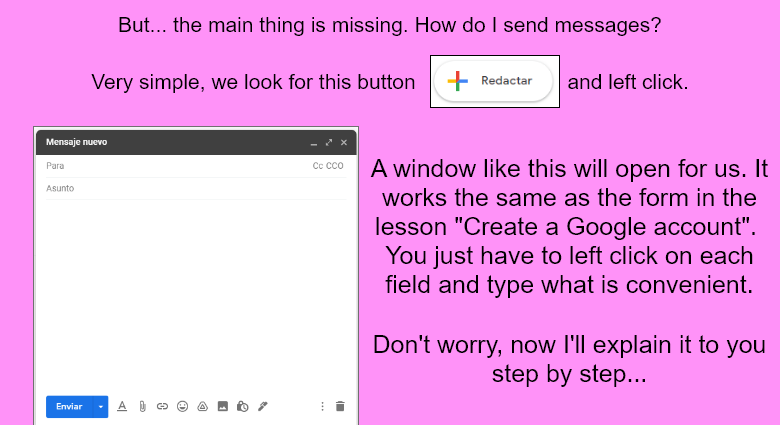 But... the main thing is missing. How do I send messages?
Very simple, we look for this button Redactar and left click.
Mensaje nuevo
Para Cc CCO
Asunto
Enviar
A window like this will open for us. It
works the same as the form in the
lesson "Create a Google account".
You just have to left click on each
field and type what is convenient.
Don't worry, now I'll explain it to you
step by step...